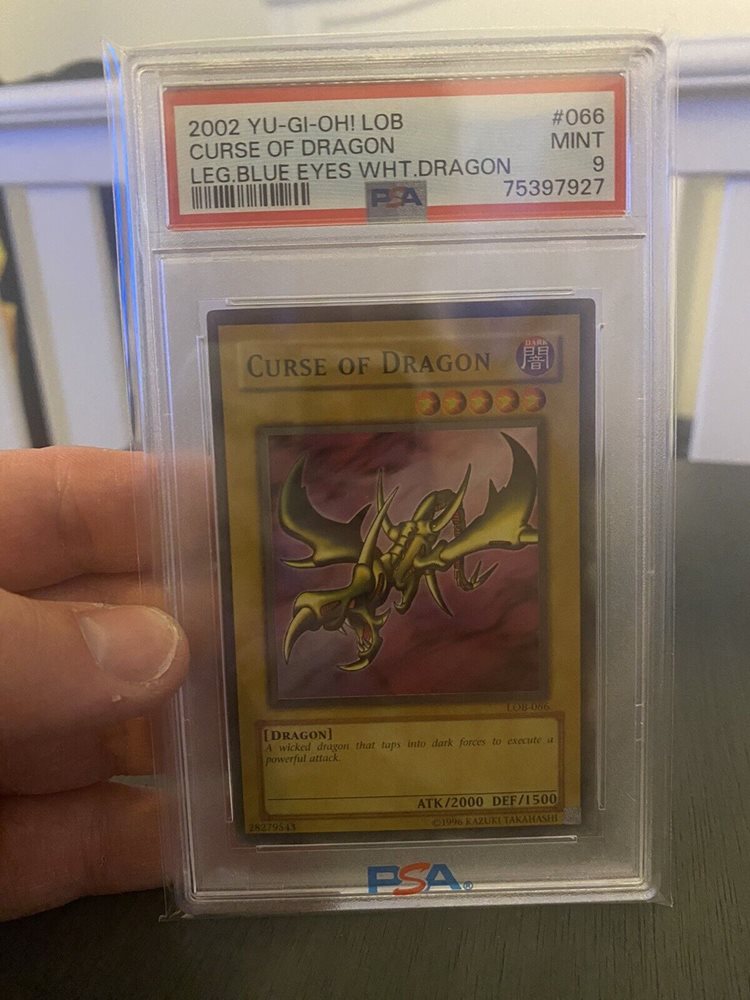 2002 YU-GI-OH! LOB #066
CURSE OF DRAGON MINT
LEG.BLUE EYES WHT.DRAGON 9
PSA 75397927
CURSE OF DRAGON
DARK
闇
LOB-066
[DRAGON]
A wicked dragon that taps into dark forces to execute a
powerful attack.
ATK/2000 DEF/1500
28279543 ©1996 KAZUKI TAKAHASHI
PSA®